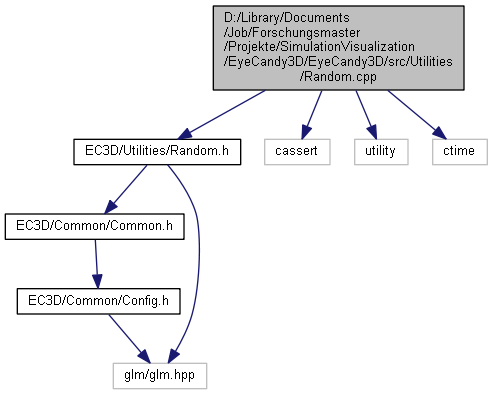 D:/Library/Documents
/Job/Forschungsmaster
/Projekte/SimulationVisualization
/EyeCandy3D/EyeCandy3D/src/Utilities
/Random.cpp
EC3D/Utilities/Random.h
cassert
utility
ctime
EC3D/Common/Common.h
EC3D/Common/Config.h
glm/glm.hpp